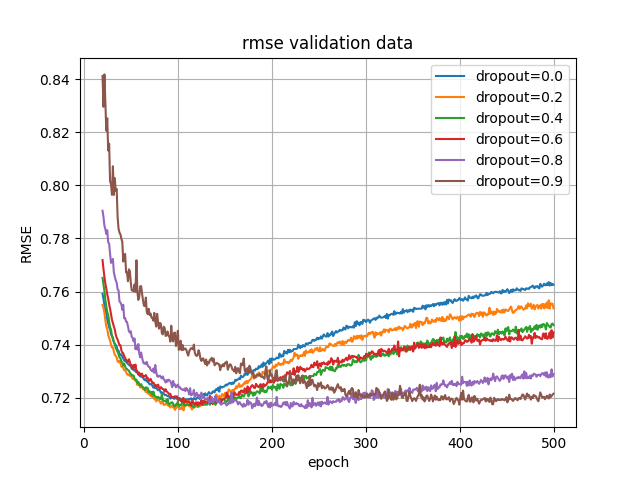 rmse validation data
0.84
0.82
0.80
0.78
0.76
0.74
0.72
RMSE
dropout=0.0
dropout=0.2
dropout=0.4
dropout=0.6
dropout=0.8
dropout=0.9
0 100 200 300 400 500
epoch